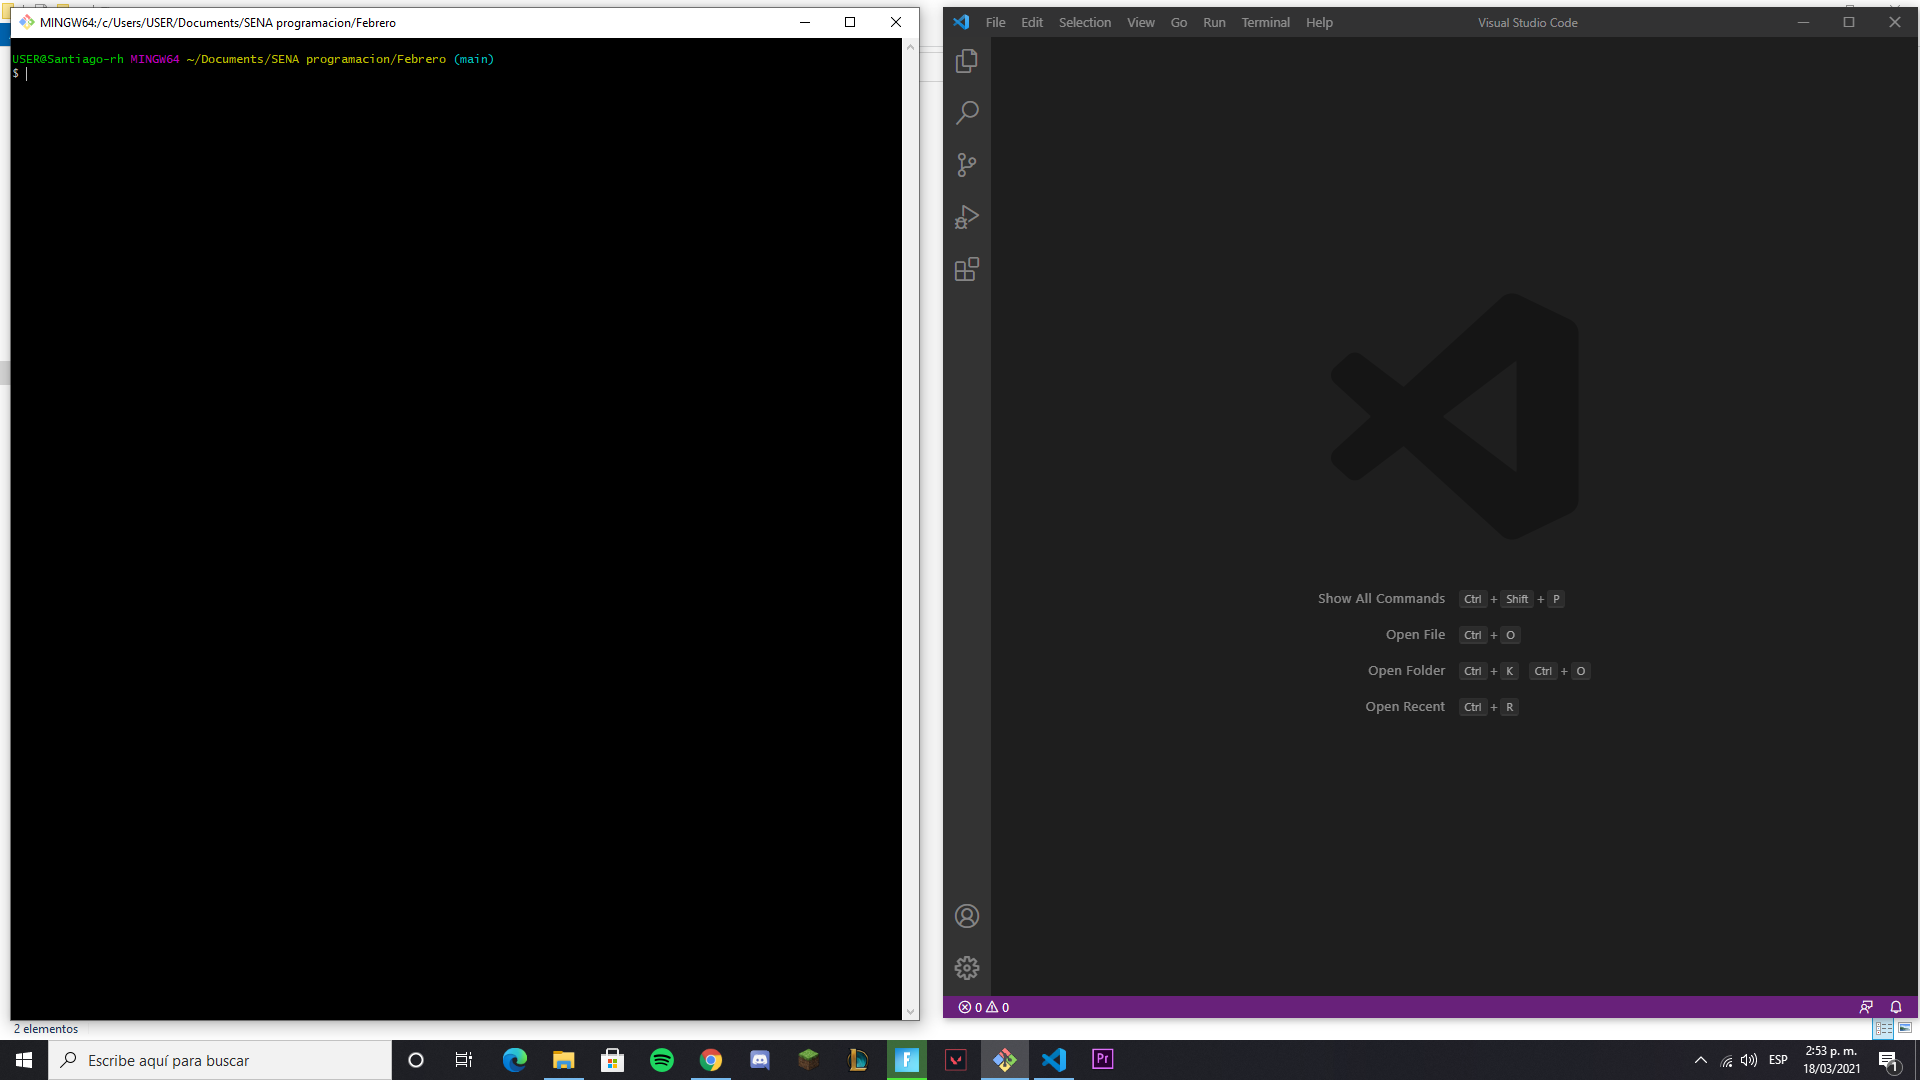 MINGW64:/c/Users/USER/Documents/SENA programacion/Febrero
USER@Santiago-rh MINGW64 ~/Documents/SENA programacion/Febrero (main)
$
File Edit Selection View Go Run Terminal Help
Visual Studio Code
Show All Commands Ctrl + Shift + P
Open File Ctrl + O
Open Folder Ctrl + K Ctrl + O
Open Recent Ctrl + R
0 0
2 elementos
Escribe aquí para buscar
F
Pr
ESP
2:53 p. m.
18/03/2021
1